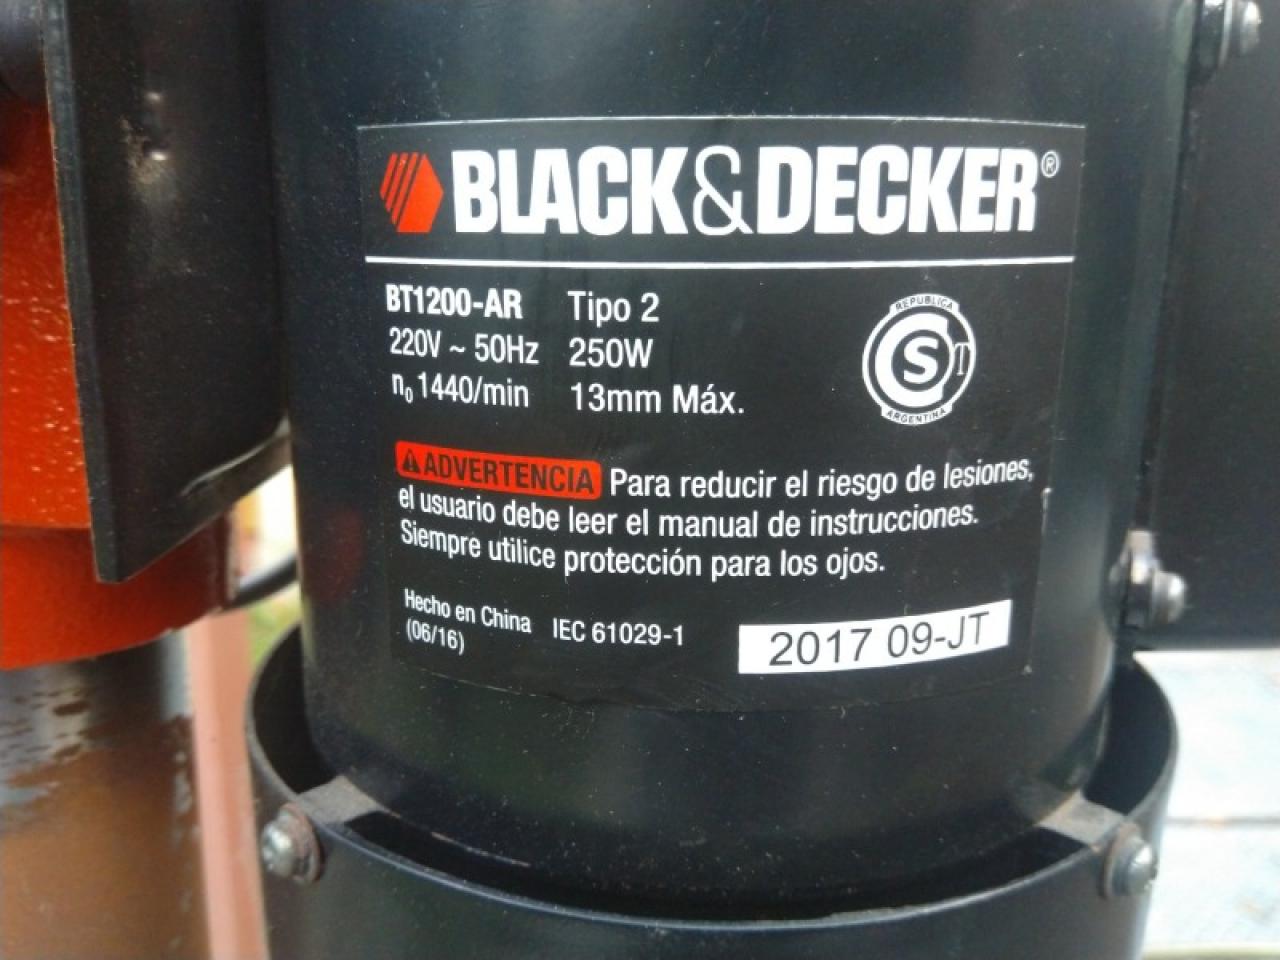 BLACK&DECKER®
BT1200-AR Tipo 2
220V ~ 50Hz 250W
n₀ 1440/min 13mm Máx.
REPUBLICA
CS T
ARGENTINA
⚠ADVERTENCIA Para reducir el riesgo de lesiones,
el usuario debe leer el manual de instrucciones.
Siempre utilice protección para los ojos.
Hecho en China IEC 61029-1
(06/16)
2017 09-JT